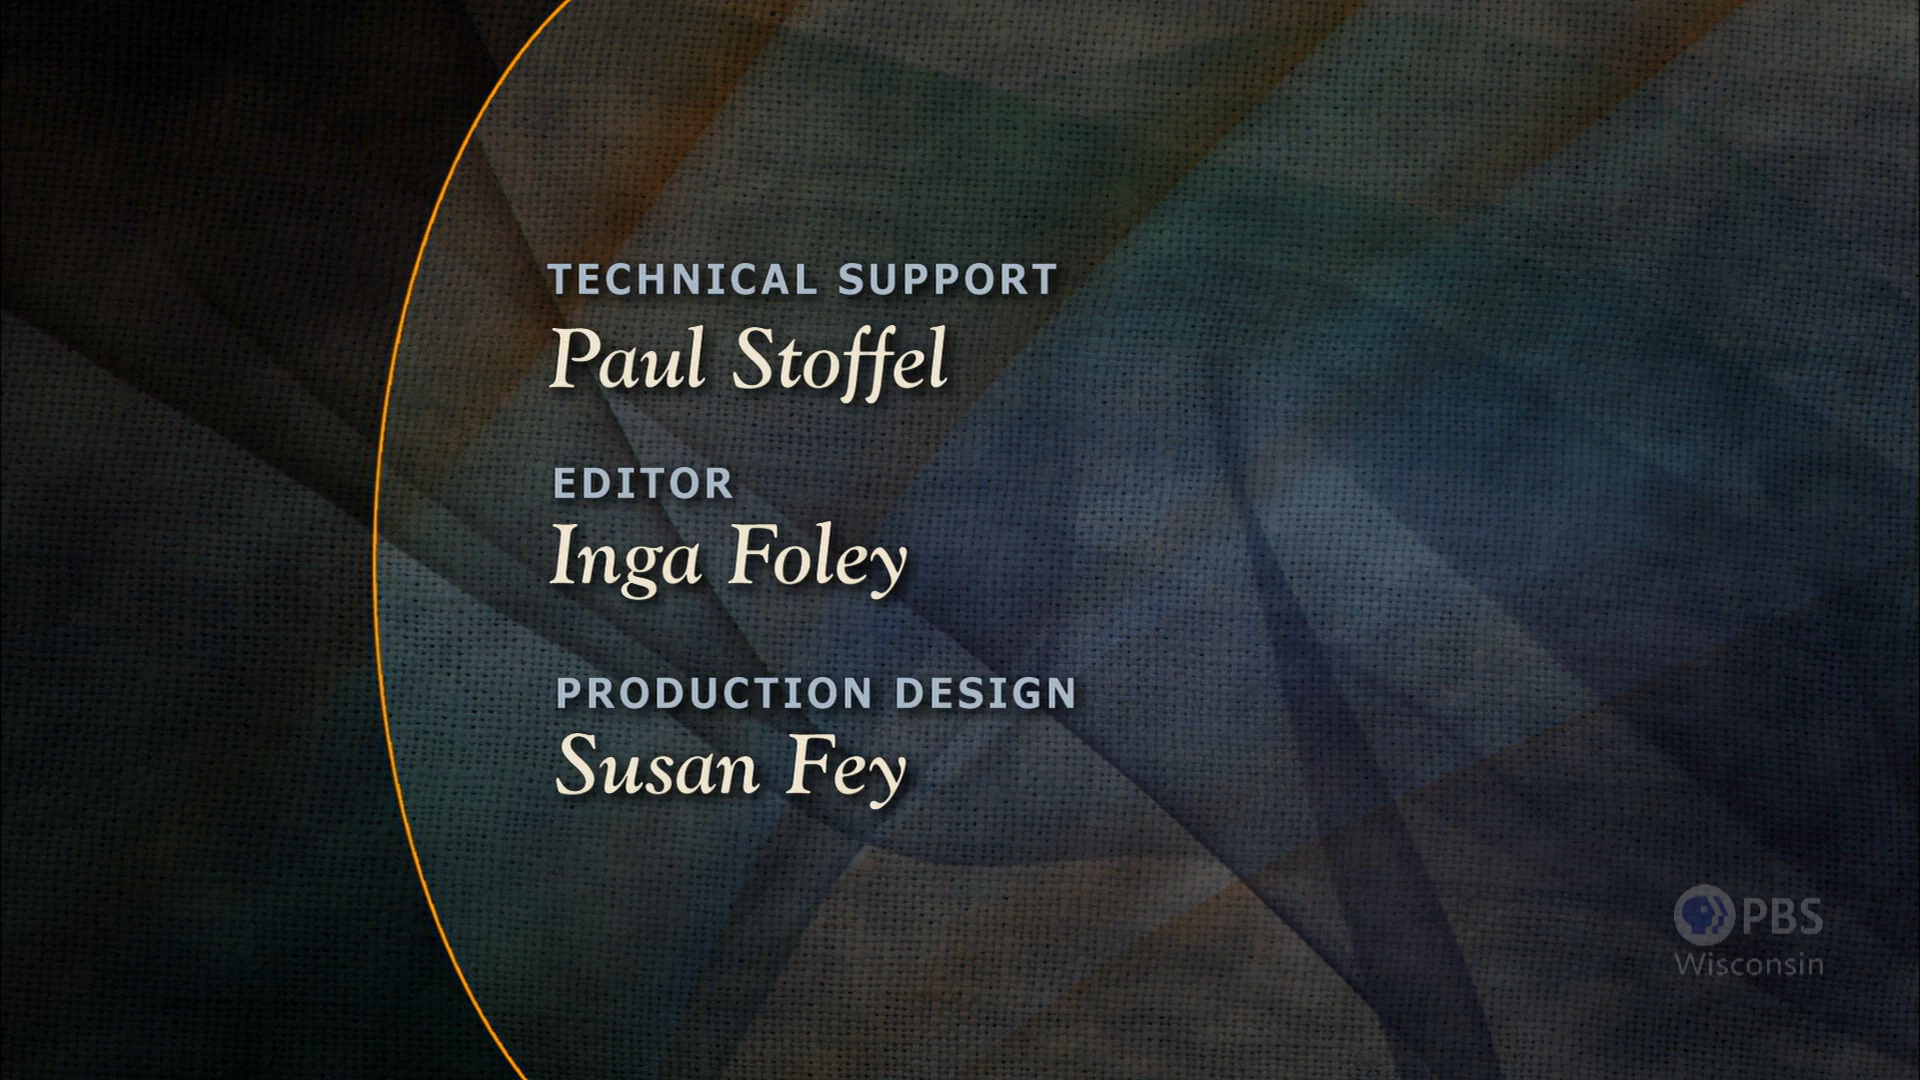 TECHNICAL SUPPORT
Paul Stoffel
EDITOR
Inga Foley
PRODUCTION DESIGN
Susan Fey
PBS
Wisconsin